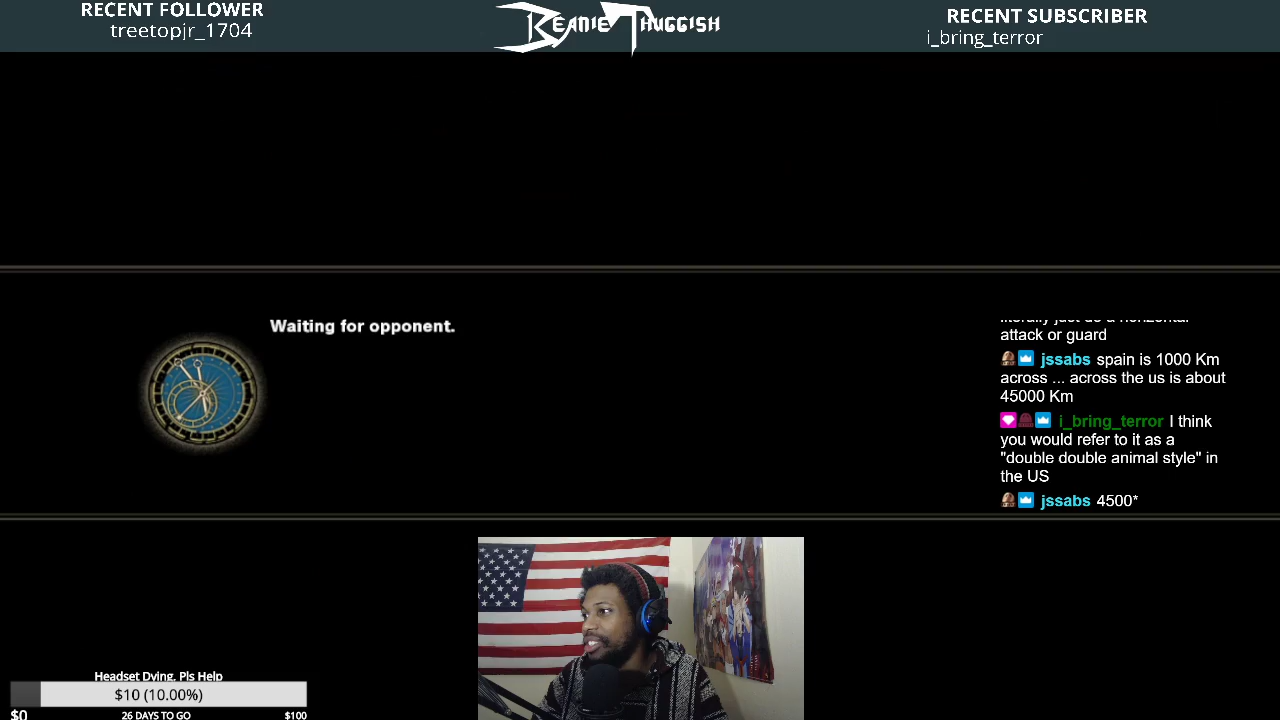 RECENT FOLLOWER
treetopjr_1704
BEANIE THUGGISH
RECENT SUBSCRIBER
i_bring_terror
Waiting for opponent.
attack or guard
jssabs spain is 1000 Km
across ... across the us is about
45000 Km
i_bring_terror I think
you would refer to it as a
"double double animal style" in
the US
jssabs 4500*
Headset Dying, Pls Help
$10 (10.00%)
$0 26 DAYS TO GO $100